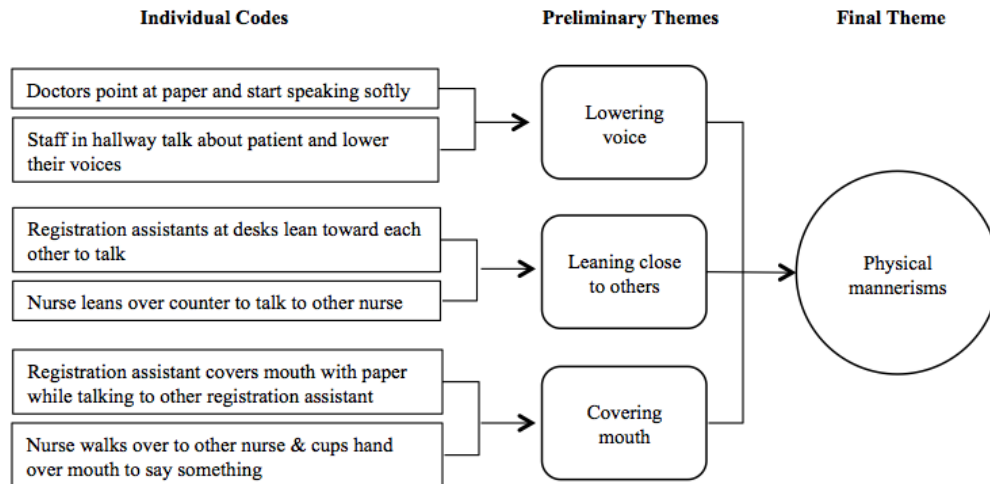 Individual Codes
Preliminary Themes
Final Theme
Doctors point at paper and start speaking softly
Staff in hallway talk about patient and lower
their voices
Lowering
voice
Registration assistants at desks lean toward each
other to talk
Nurse leans over counter to talk to other nurse
Leaning close
to others
Registration assistant covers mouth with paper
while talking to other registration assistant
Nurse walks over to other nurse & cups hand
over mouth to say something
Covering
mouth
Physical
mannerisms